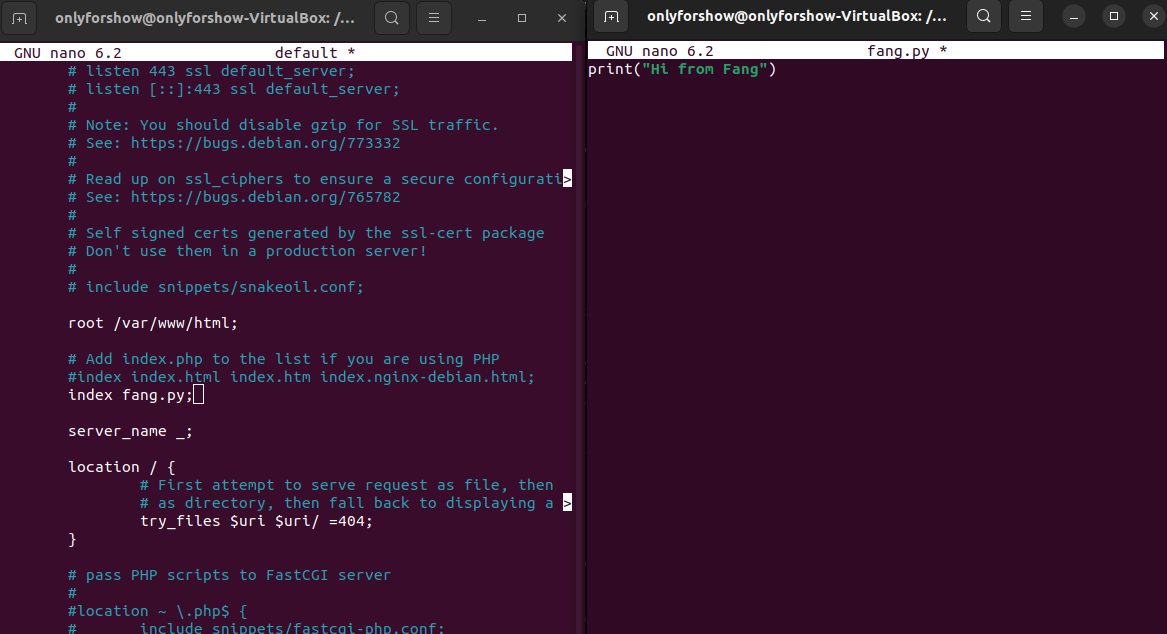 onlyforshow@onlyforshow-VirtualBox: /...
GNU nano 6.2 default *
# listen 443 ssl default_server;
# listen [::]:443 ssl default_server;
#
# Note: You should disable gzip for SSL traffic.
# See: https://bugs.debian.org/773332
#
# Read up on ssl_ciphers to ensure a secure configurati>
# See: https://bugs.debian.org/765782
#
# Self signed certs generated by the ssl-cert package
# Don't use them in a production server!
#
# include snippets/snakeoil.conf;
root /var/www/html;
# Add index.php to the list if you are using PHP
#index index.html index.htm index.nginx-debian.html;
index fang.py;
server_name _;
location / {
# First attempt to serve request as file, then
# as directory, then fall back to displaying a >
try_files $uri $uri/ =404;
}
# pass PHP scripts to FastCGI server
#
#location ~ \.php$ {
# include snippets/fastcgi-php.conf;
onlyforshow@onlyforshow-VirtualBox: /...
GNU nano 6.2 fang.py *
print("Hi from Fang")